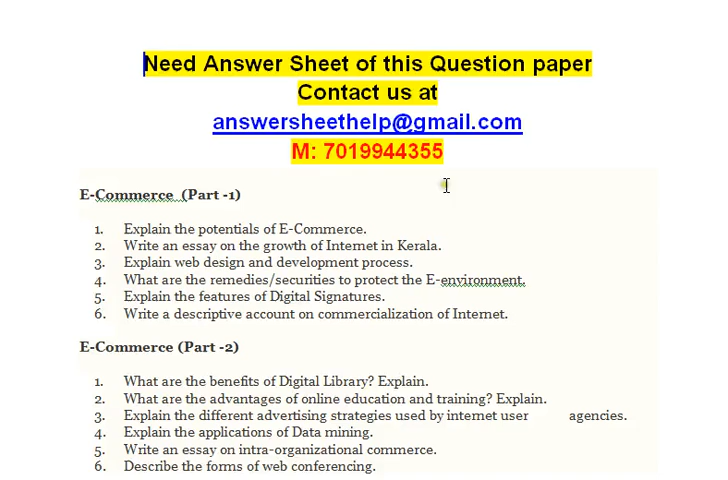 Need Answer Sheet of this Question paper
Contact us at
answersheethelp@gmail.com
M: 7019944355
E-Commerce (Part -1)
1. Explain the potentials of E-Commerce.
2. Write an essay on the growth of Internet in Kerala.
3. Explain web design and development process.
4. What are the remedies/securities to protect the E-environment.
5. Explain the features of Digital Signatures.
6. Write a descriptive account on commercialization of Internet.
E-Commerce (Part -2)
1. What are the benefits of Digital Library? Explain.
2. What are the advantages of online education and training? Explain.
3. Explain the different advertising strategies used by internet user agencies.
4. Explain the applications of Data mining.
5. Write an essay on intra-organizational commerce.
6. Describe the forms of web conferencing.